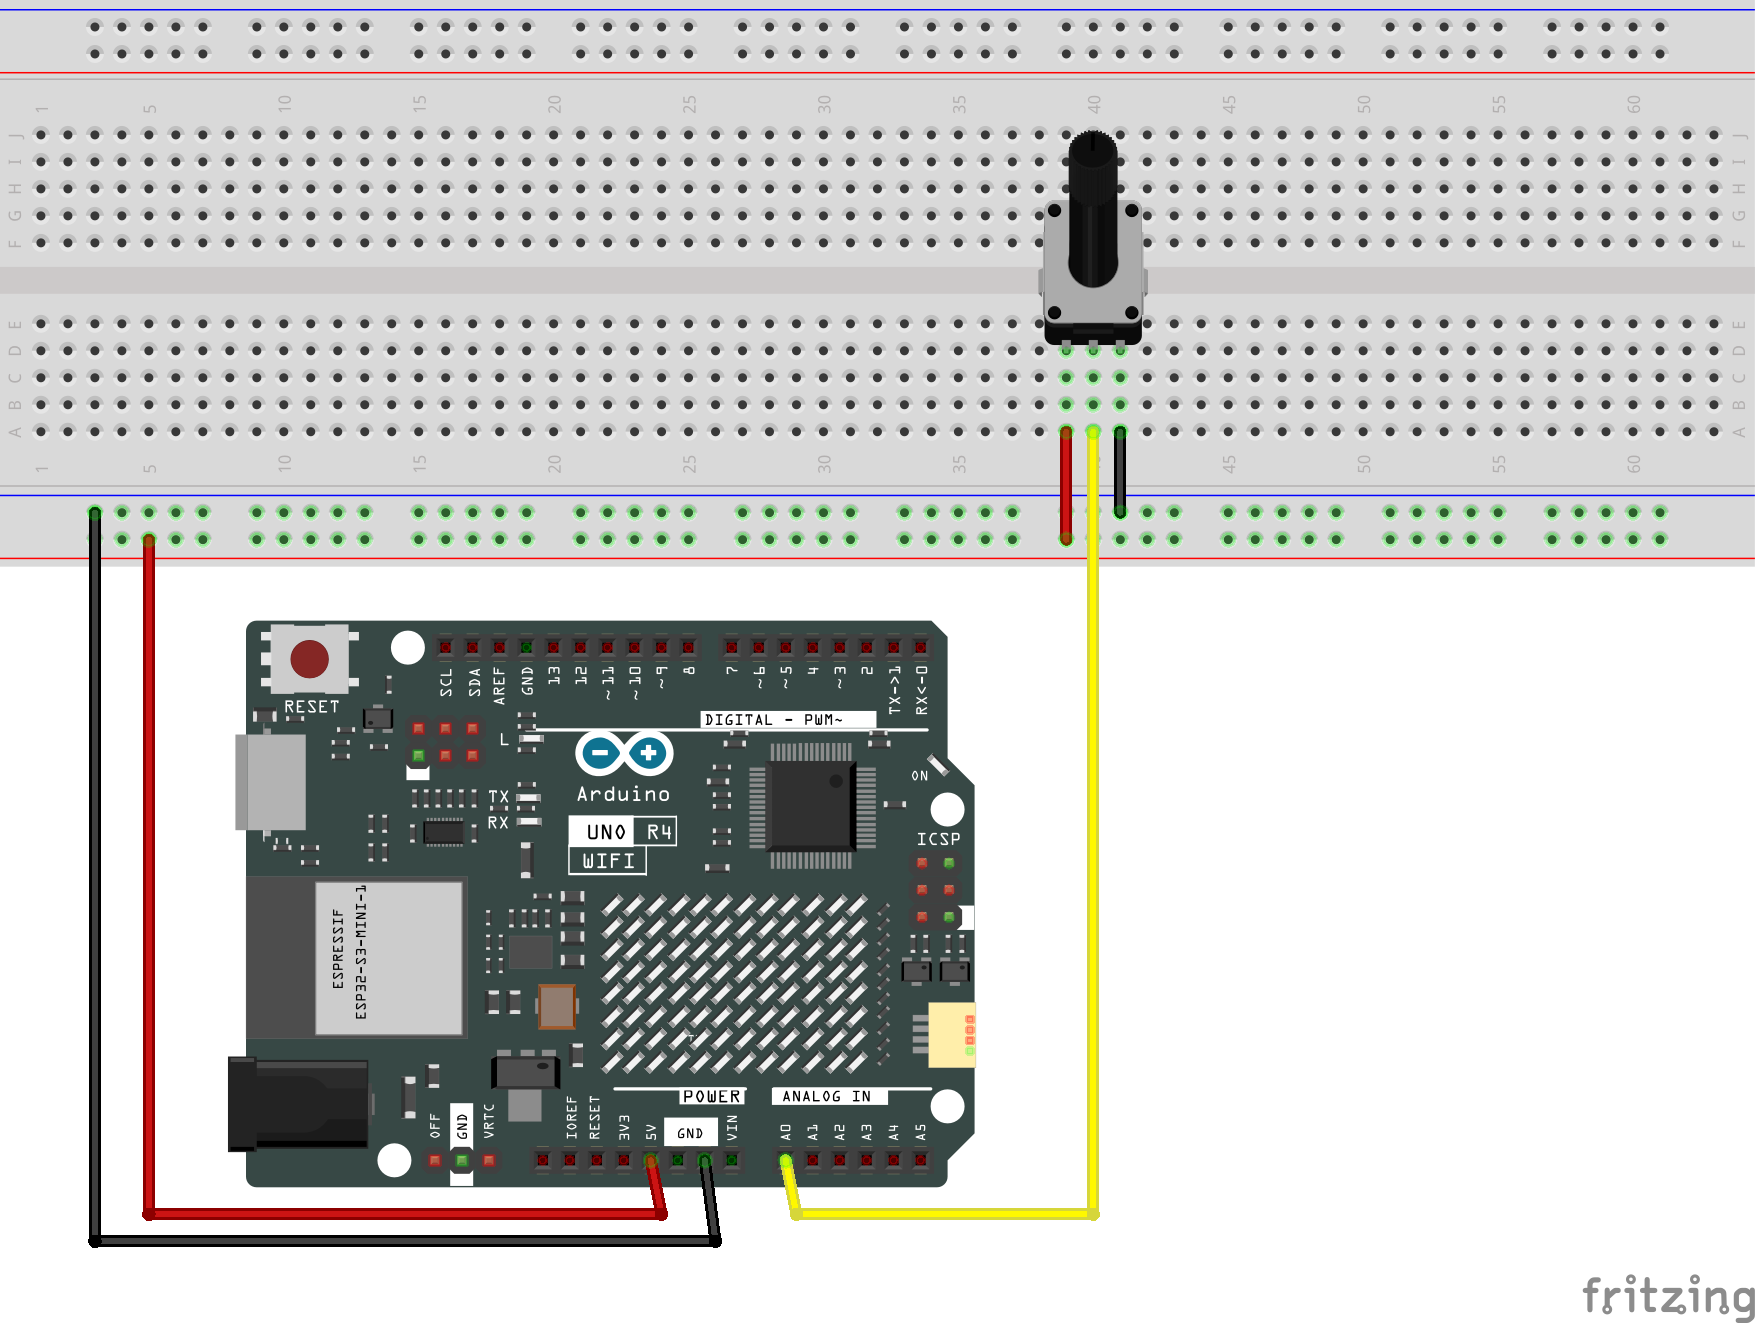 1 5 10 15 20 25 30 35 40 45 50 55 60
J J
I I
H H
G G
F F
E E
D D
C C
B B
A A
1 5 10 15 20 25 30 35 45 50 55 60
RESET
SCL SDA AREF GND 13 12 ~11 ~10 ~9 8 7 ~6 ~5 4 ~3 2 TX->1 RX<-0
DIGITAL - PWM~
L
ON
TX
RX
Arduino
UNO R4
WIFI
ICSP
ESPRESSIF
ESP32-S3-MINI-1
POWER
ANALOG IN
OFF GND VRTC IOREF RESET 3V3 5V GND VIN A0 A1 A2 A3 A4 A5
fritzing